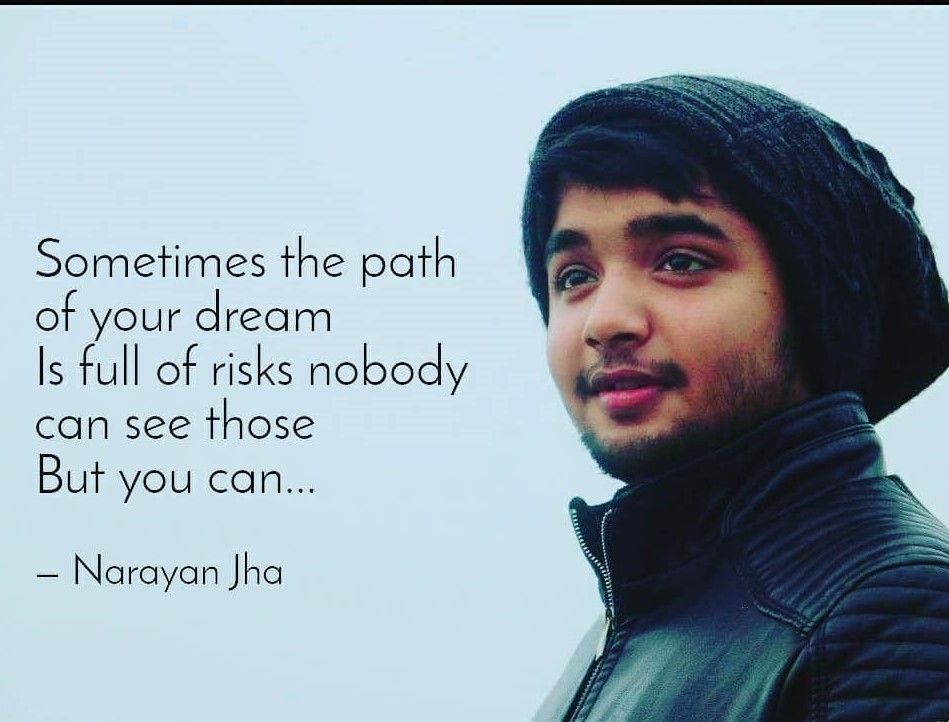 Sometimes the path
of your dream
Is full of risks nobody
can see those
But you can...
– Narayan Jha